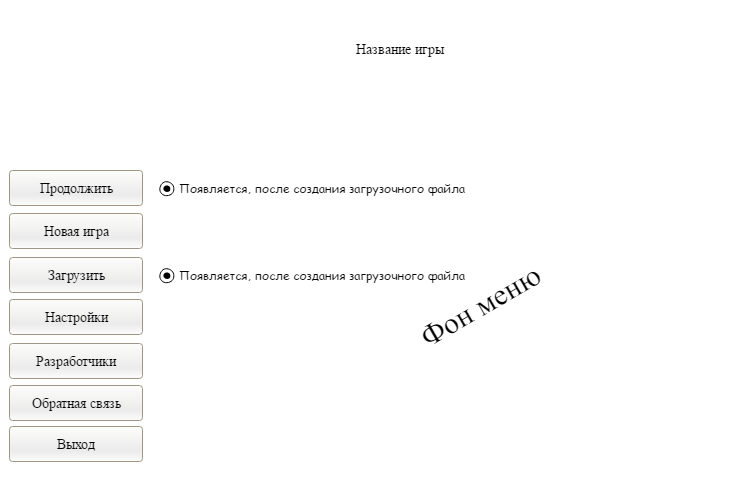 Название игры
Продолжить
Появляется, после создания загрузочного файла
Новая игра
Загрузить
Появляется, после создания загрузочного файла
Фон меню
Настройки
Разработчики
Обратная связь
Выход